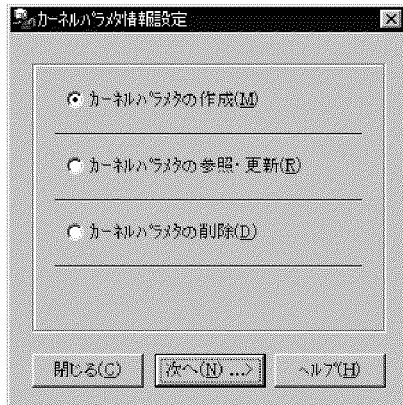 カーネルパラメタ情報設定
カーネルパラメタの作成(M)
カーネルパラメタの参照・更新(R)
カーネルパラメタの削除(D)
閉じる(C) 次へ(N) ...> ヘルプ(H)